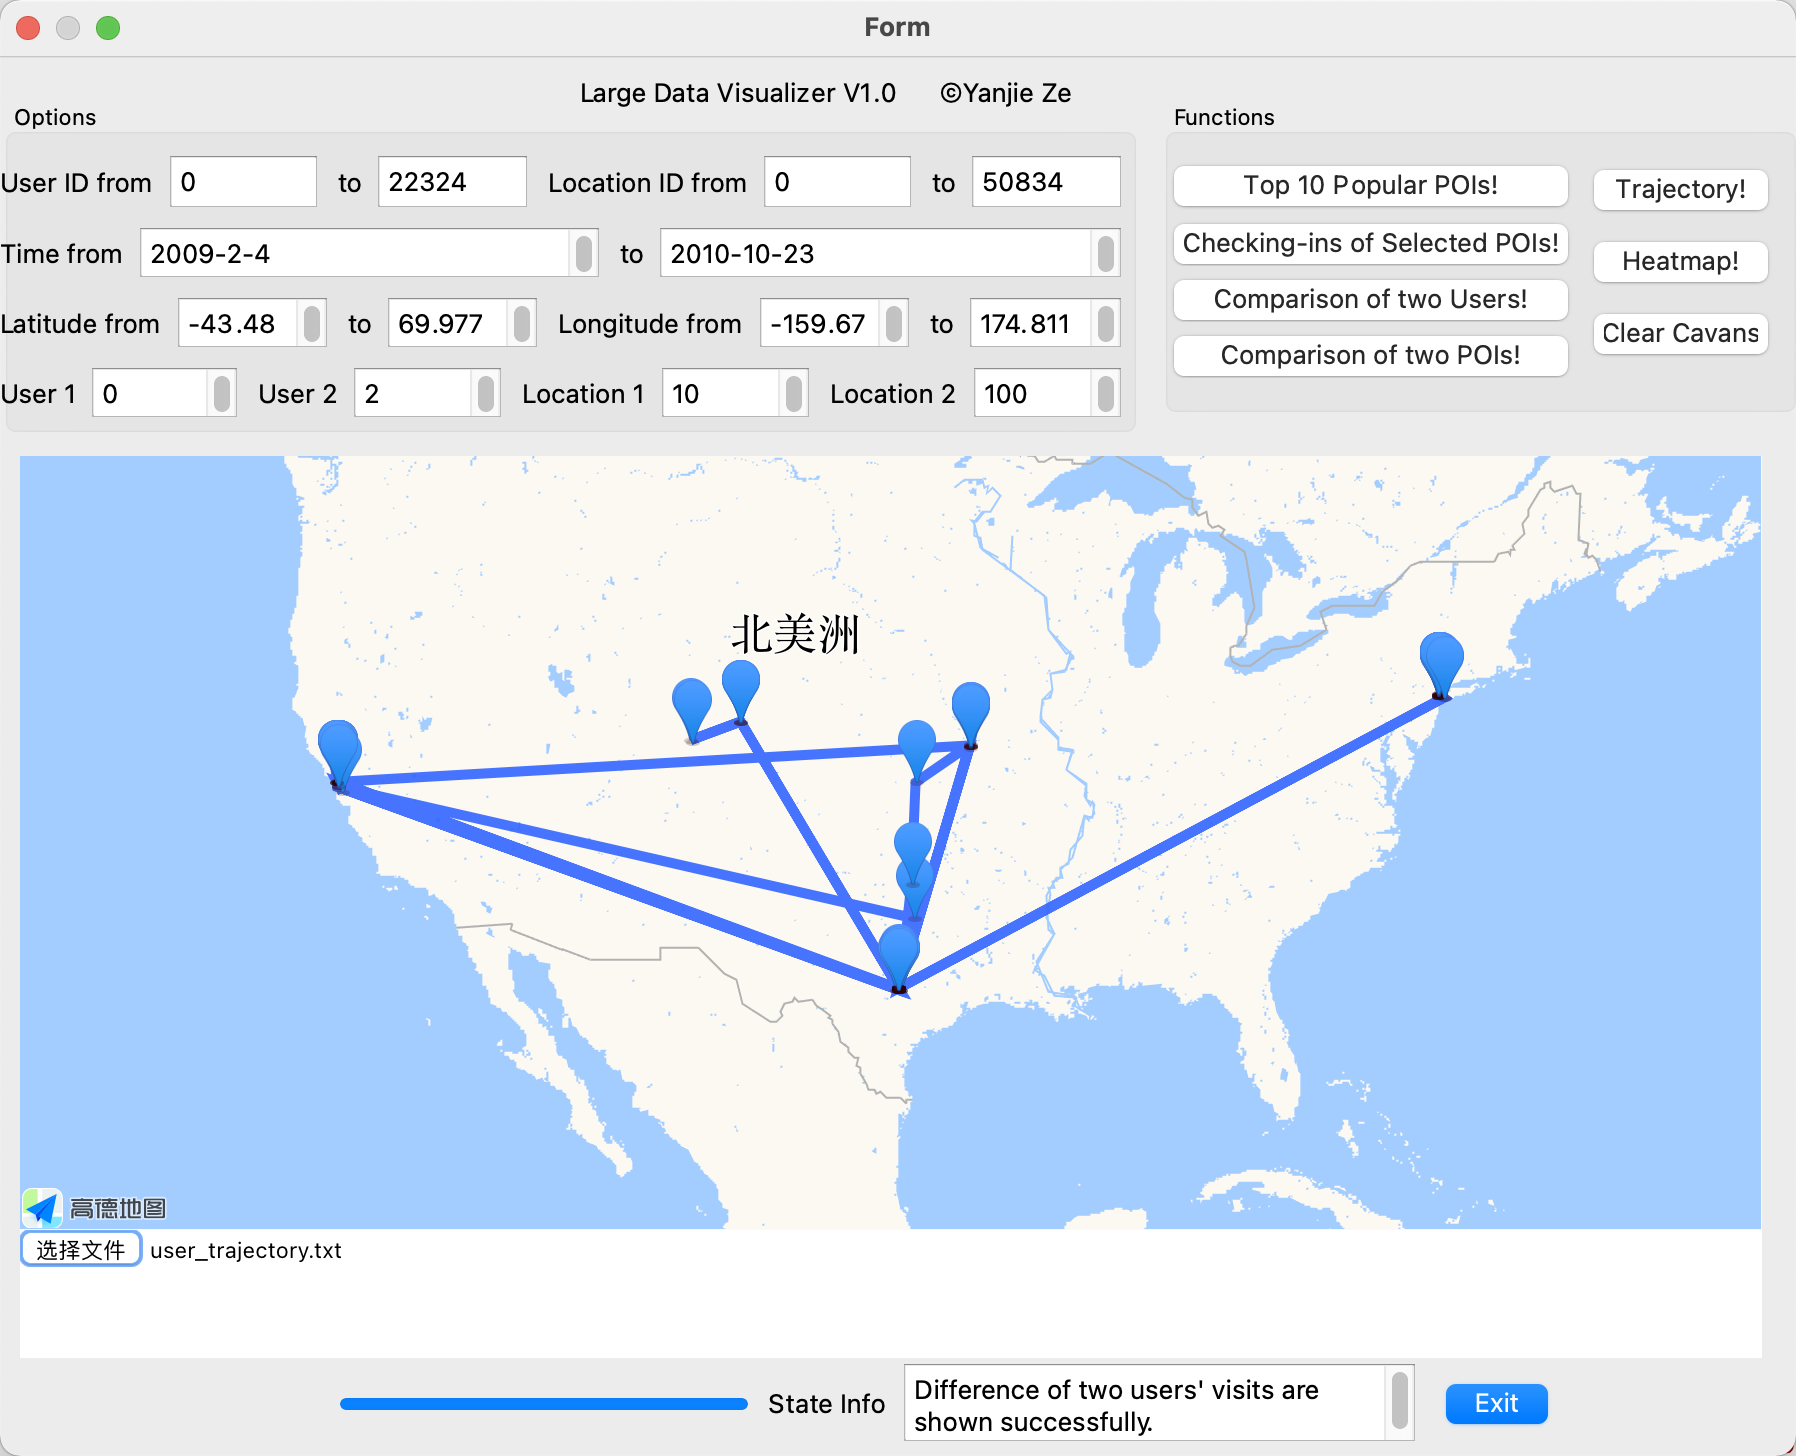 Form
Large Data Visualizer V1.0 ©Yanjie Ze
Options
User ID from 0 to 22324 Location ID from 0 to 50834
Time from 2009-2-4 to 2010-10-23
Latitude from -43.48 to 69.977 Longitude from -159.67 to 174.811
User 1 0 User 2 2 Location 1 10 Location 2 100
Functions
Top 10 Popular POIs!
Checking-ins of Selected POIs!
Comparison of two Users!
Comparison of two POIs!
Trajectory!
Heatmap!
Clear Cavans
北美洲
高德地图
选择文件 user_trajectory.txt
State Info
Difference of two users' visits are
shown successfully.
Exit